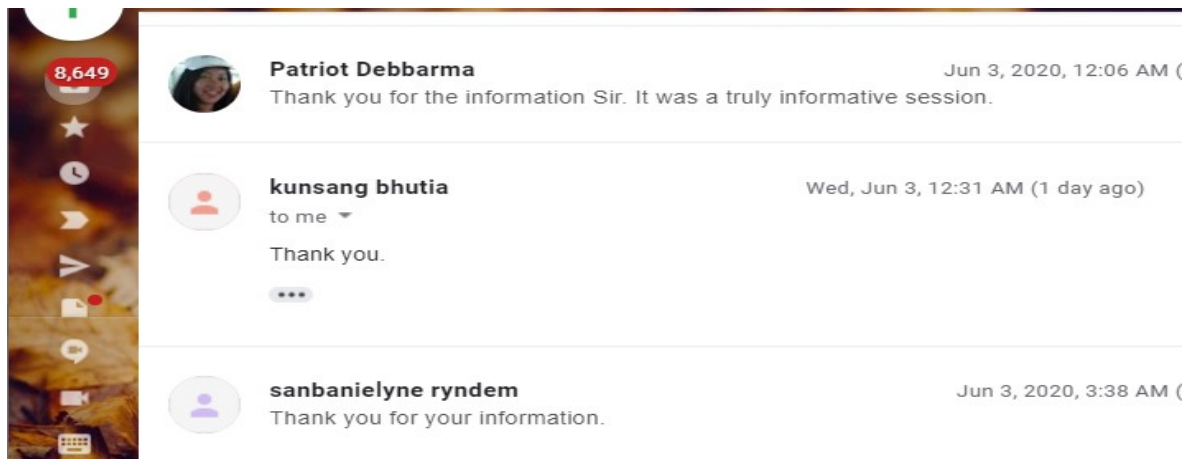 8,649
Patriot Debbarma Jun 3, 2020, 12:06 AM (
Thank you for the information Sir. It was a truly informative session.
kunsang bhutia Wed, Jun 3, 12:31 AM (1 day ago)
to me
Thank you.
sanbanielyne ryndem Jun 3, 2020, 3:38 AM (
Thank you for your information.